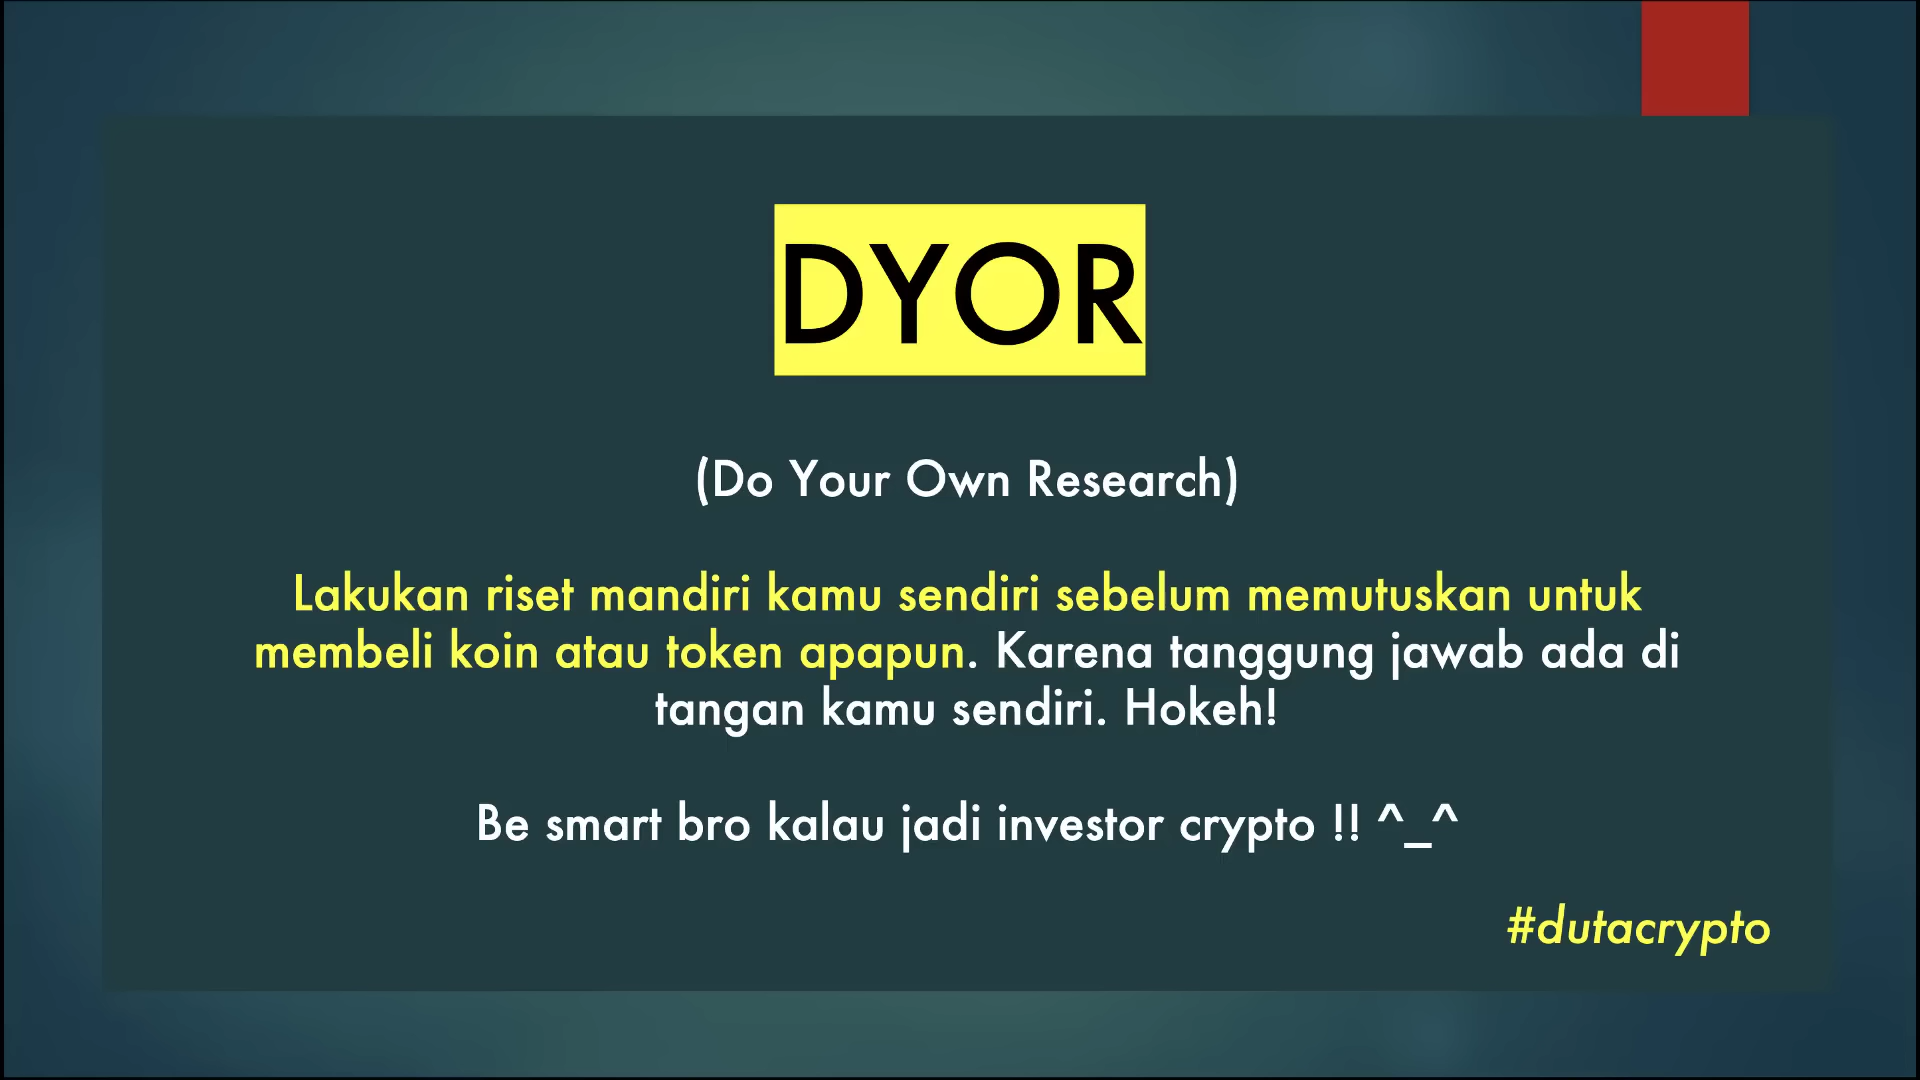 DYOR
(Do Your Own Research)
Lakukan riset mandiri kamu sendiri sebelum memutuskan untuk
membeli koin atau token apapun. Karena tanggung jawab ada di
tangan kamu sendiri. Hokeh!
Be smart bro kalau jadi investor crypto !! ^_^
#dutacrypto